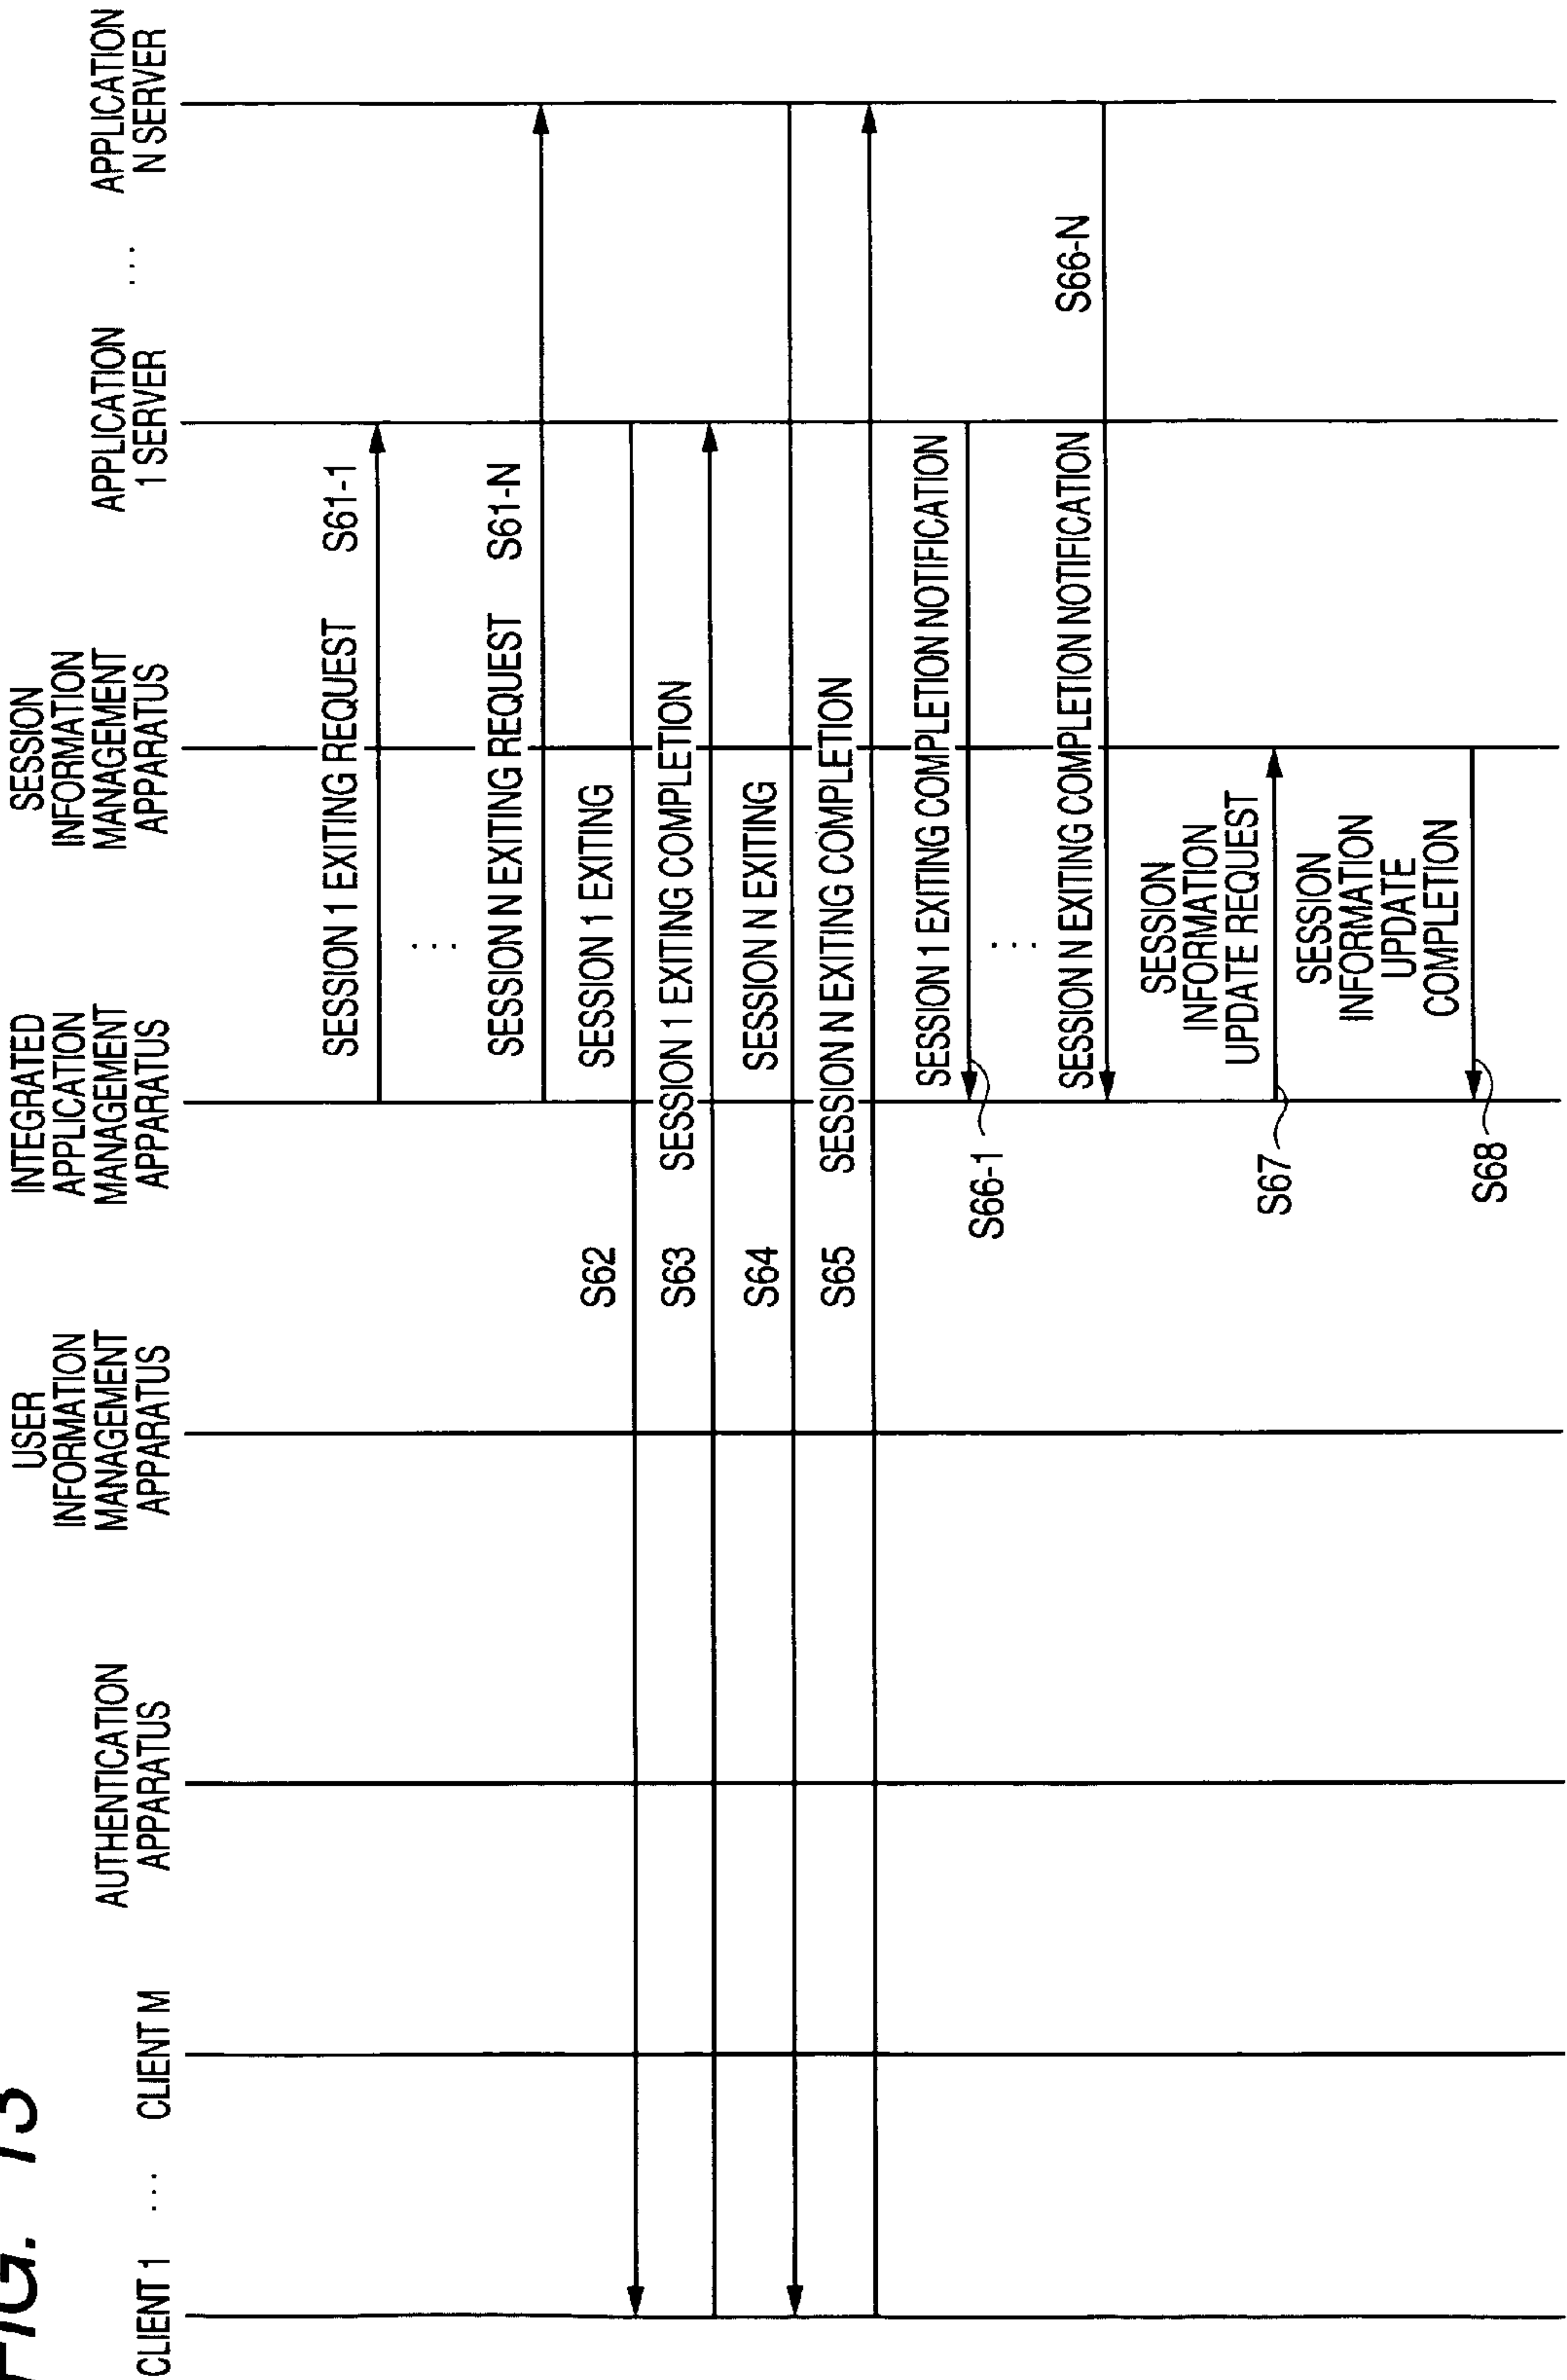 FIG. 13
CLIENT 1
...
CLIENT M
AUTHENTICATION
APPARATUS
USER
INFORMATION
MANAGEMENT
APPARATUS
INTEGRATED
APPLICATION
MANAGEMENT
APPARATUS
SESSION
INFORMATION
MANAGEMENT
APPARATUS
APPLICATION
1 SERVER
...
APPLICATION
N SERVER
SESSION 1 EXITING REQUEST S61-1
...
SESSION N EXITING REQUEST S61-N
S62 SESSION 1 EXITING
S63 SESSION 1 EXITING COMPLETION
S64 SESSION N EXITING
S65 SESSION N EXITING COMPLETION
SESSION 1 EXITING COMPLETION NOTIFICATION
S66-1
...
SESSION N EXITING COMPLETION NOTIFICATION S66-N
SESSION
INFORMATION
UPDATE REQUEST
S67
SESSION
INFORMATION
UPDATE
COMPLETION
S68